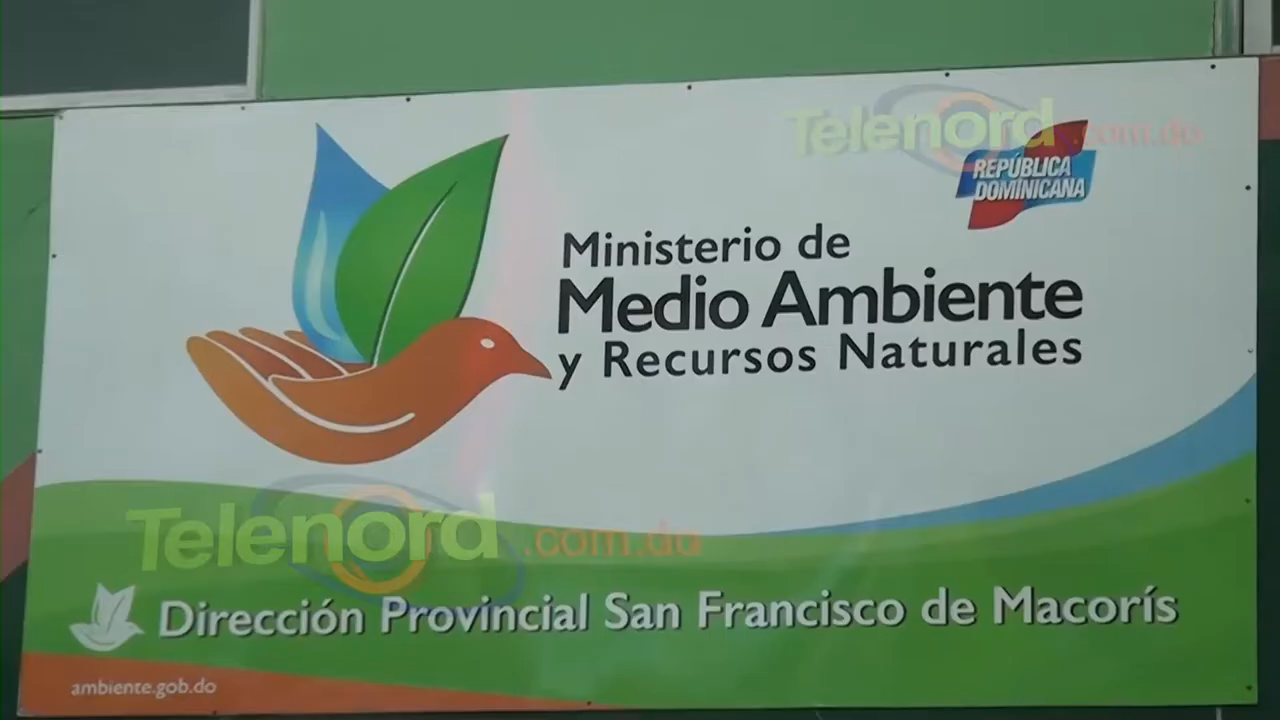 Telenord.com.do
REPÚBLICA
DOMINICANA
Ministerio de
Medio Ambiente
y Recursos Naturales
Telenord.com.do
Dirección Provincial San Francisco de Macorís
ambiente.gob.do